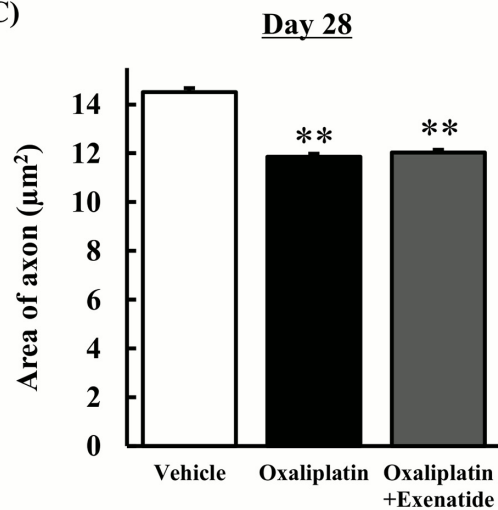 C)
Day 28
Area of axon (μm²)
14
12
10
8
6
4
2
0
**
**
Vehicle
Oxaliplatin
Oxaliplatin
+Exenatide